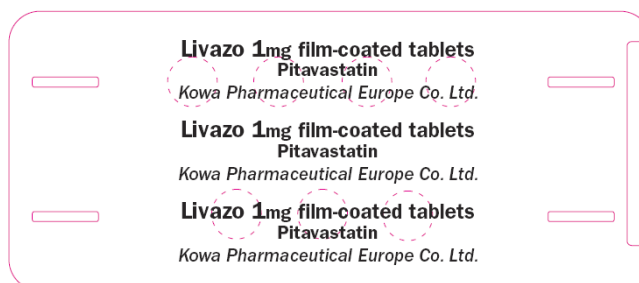 Livazo 1mg film-coated tablets
Pitavastatin
Kowa Pharmaceutical Europe Co. Ltd.
Livazo 1mg film-coated tablets
Pitavastatin
Kowa Pharmaceutical Europe Co. Ltd.
Livazo 1mg film-coated tablets
Pitavastatin
Kowa Pharmaceutical Europe Co. Ltd.